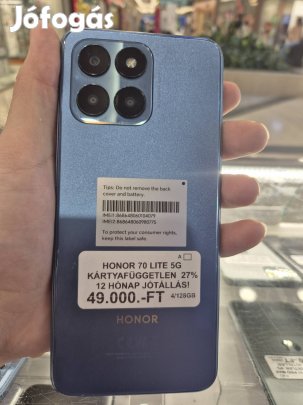 Jófogás
Tips: Do not remove the back
cover and battery.
To protect your consumer rights,
keep this label safe.
HONOR 70 LITE 5G
KÁRTYAFÜGGETLEN 27%
12 HÓNAP JÓTÁLLÁS!
49.000.-FT 4/128GB
HONOR